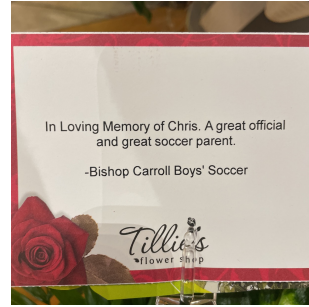 In Loving Memory of Chris. A great official
and great soccer parent.
-Bishop Carroll Boys' Soccer
Tillie's
flower shop